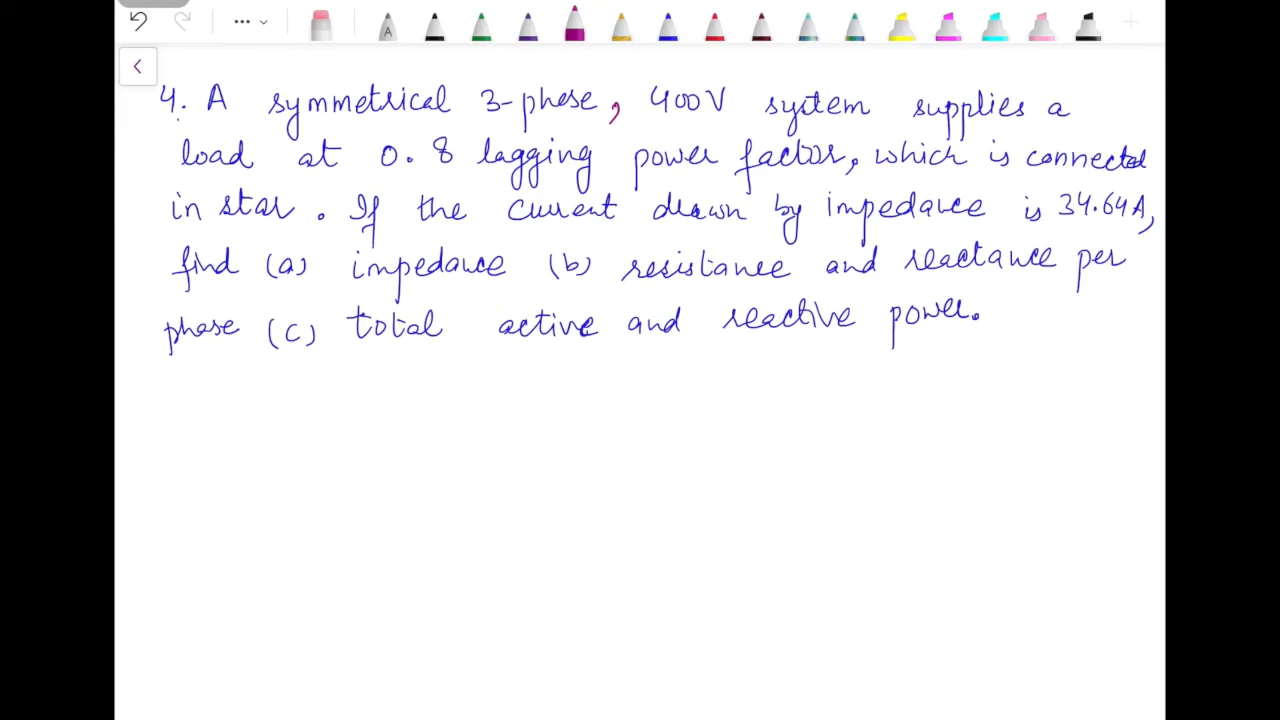 4. A symmetrical 3-phase, 400V system supplies a
load at 0.8 lagging power factor, which is connected
in star. If the current drawn by impedance is 34.64A,
find (a) impedance (b) resistance and reactance per
phase (c) total active and reactive power.